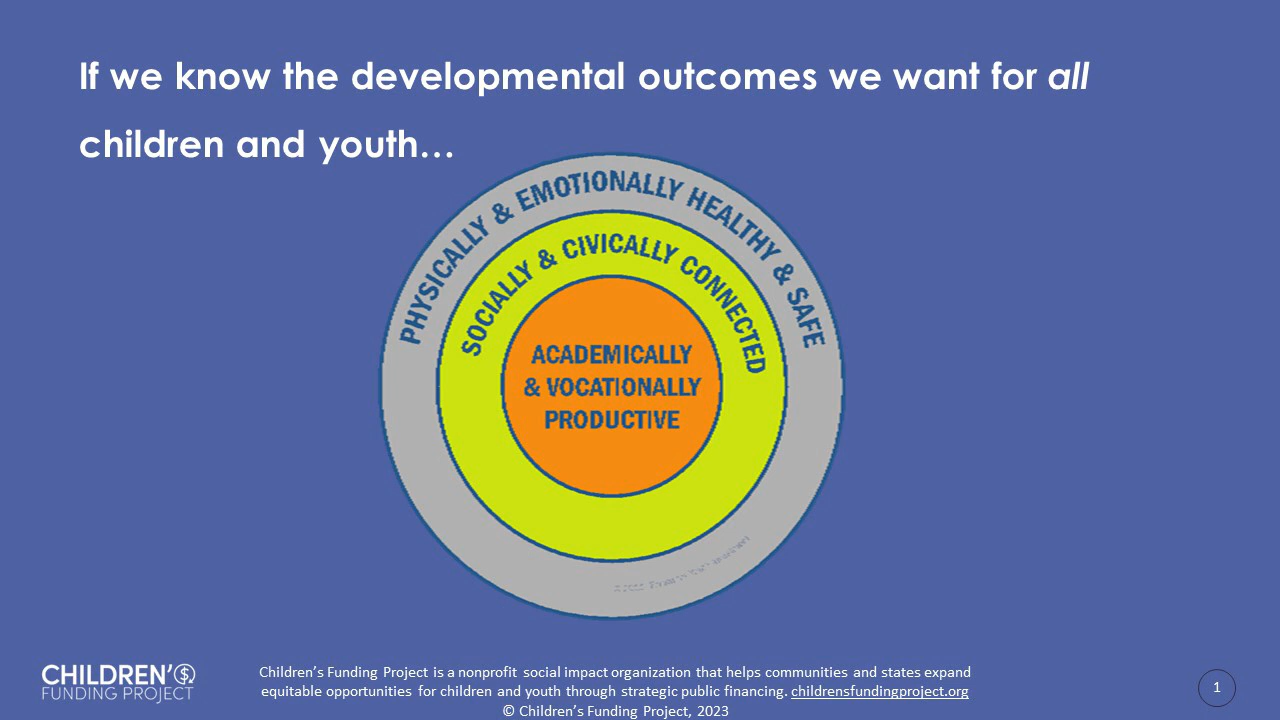 If we know the developmental outcomes we want for all
children and youth…
PHYSICALLY & EMOTIONALLY HEALTHY & SAFE
SOCIALLY & CIVICALLY CONNECTED
ACADEMICALLY
& VOCATIONALLY
PRODUCTIVE
CHILDREN'S
FUNDING PROJECT
Children's Funding Project is a nonprofit social impact organization that helps communities and states expand
equitable opportunities for children and youth through strategic public financing. childrensfundingproject.org
© Children's Funding Project, 2023
1